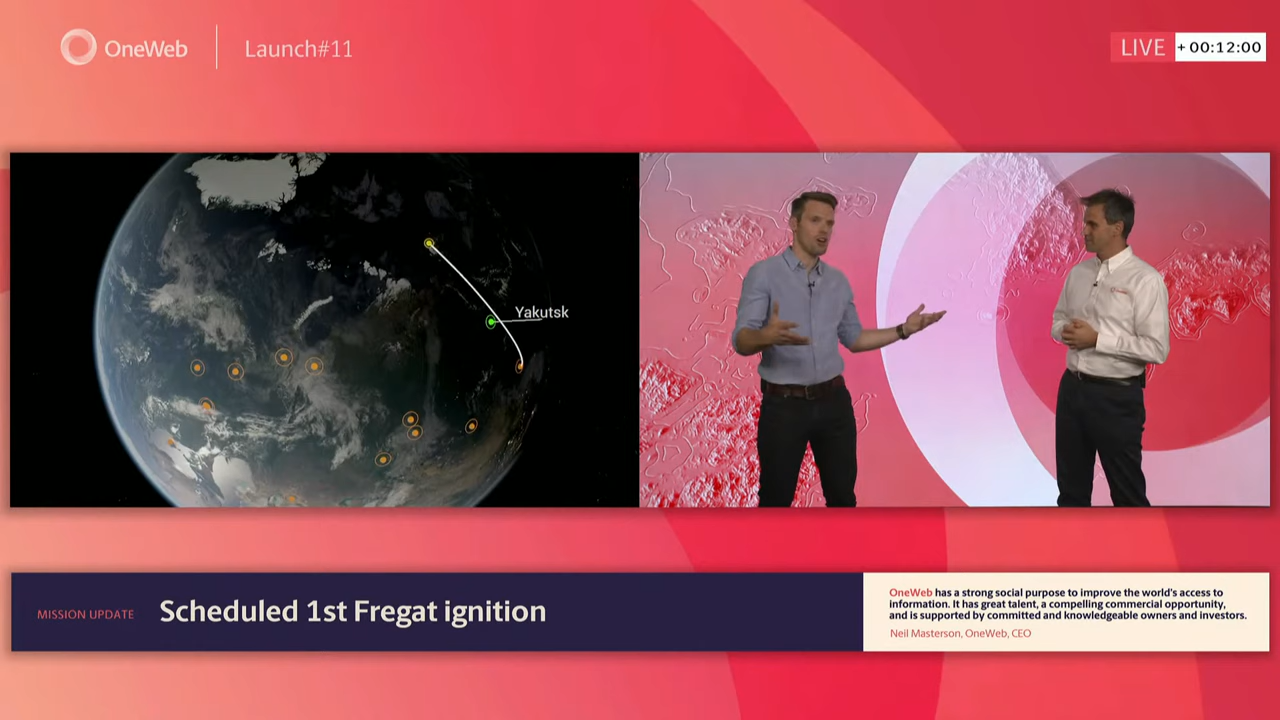 OneWeb
Launch#11
LIVE
+ 00:12:00
Yakutsk
MISSION UPDATE
Scheduled 1st Fregat ignition
OneWeb has a strong social purpose to improve the world's access to
information. It has great talent, a compelling commercial opportunity,
and is supported by committed and knowledgeable owners and investors.
Neil Masterson, OneWeb, CEO